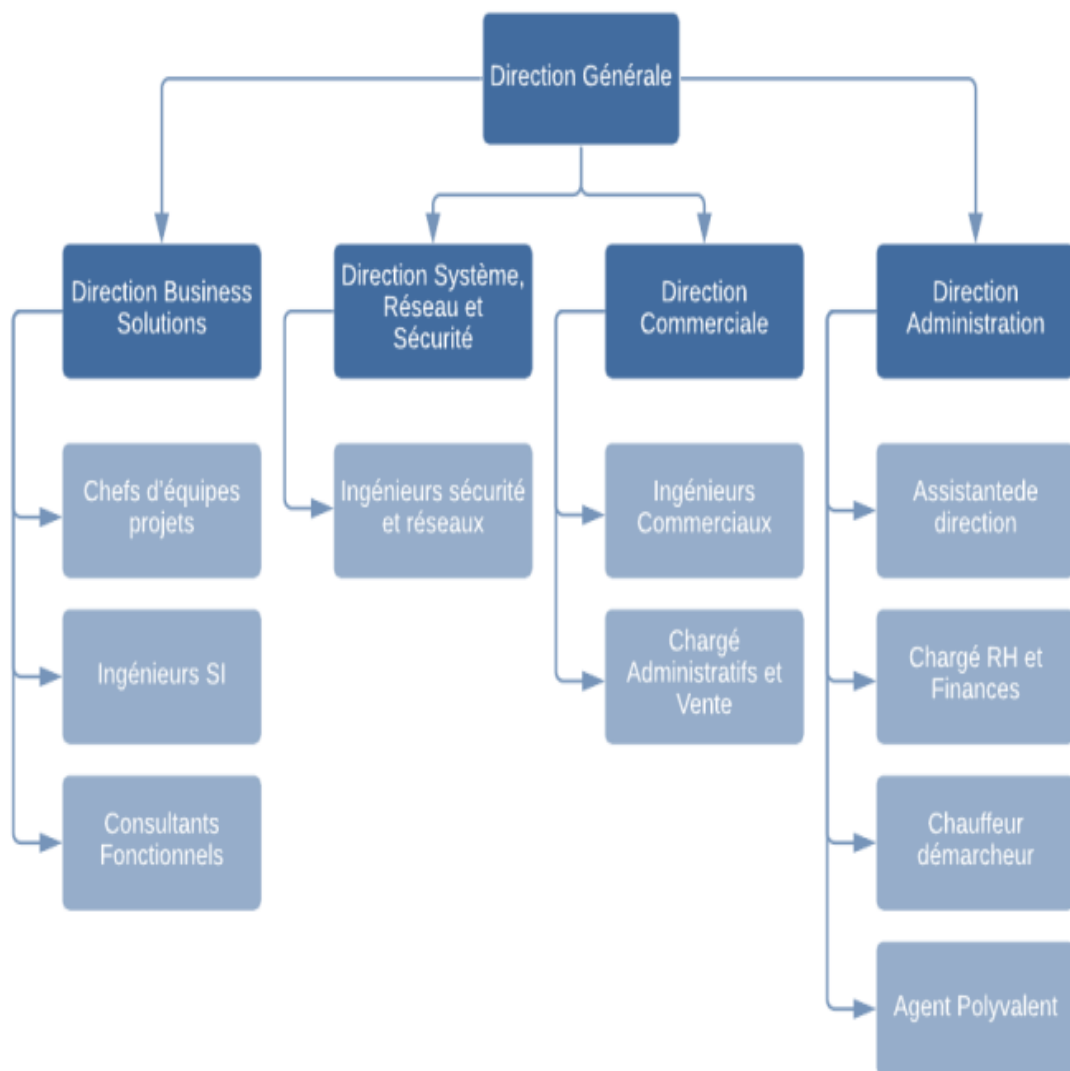 Direction Générale
Direction Business
Solutions
Direction Système,
Réseau et
Sécurité
Direction
Commerciale
Direction
Administration
Chefs d'équipes
projets
Ingénieurs sécurité
et réseaux
Ingénieurs
Commerciaux
Assistantede
direction
Ingénieurs SI
Chargé
Administratifs et
Vente
Chargé RH et
Finances
Consultants
Fonctionnels
Chauffeur
démarcheur
Agent Polyvalent